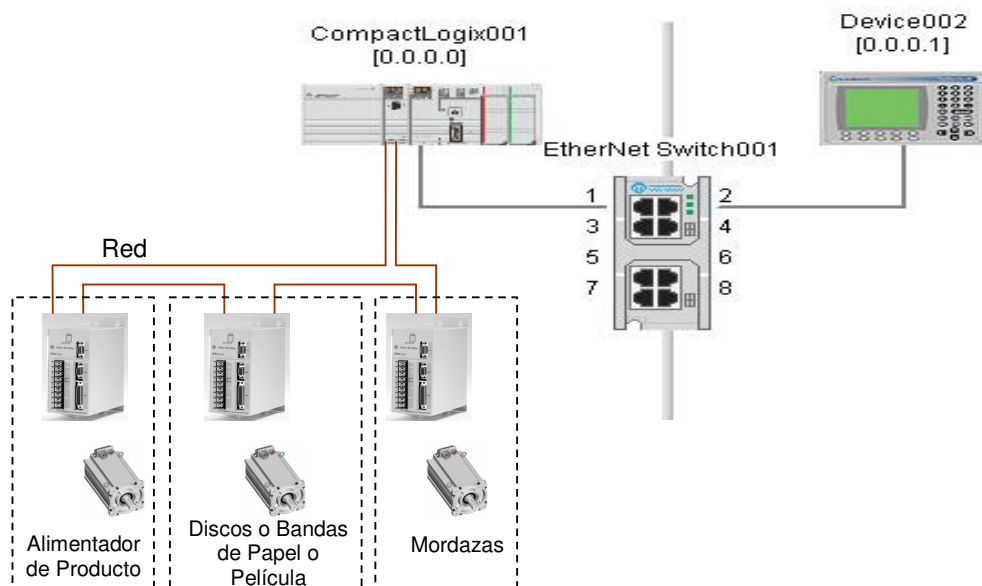 CompactLogix001
[0.0.0.0]
Device002
[0.0.0.1]
EtherNet Switch001
1
2
3
4
5
6
7
8
Red
Alimentador
de Producto
Discos o Bandas
de Papel o
Película
Mordazas